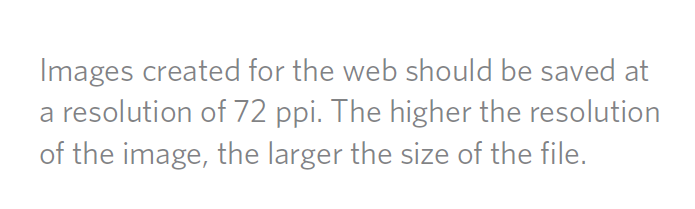 Images created for the web should be saved at
a resolution of 72 ppi. The higher the resolution
of the image, the larger the size of the file.